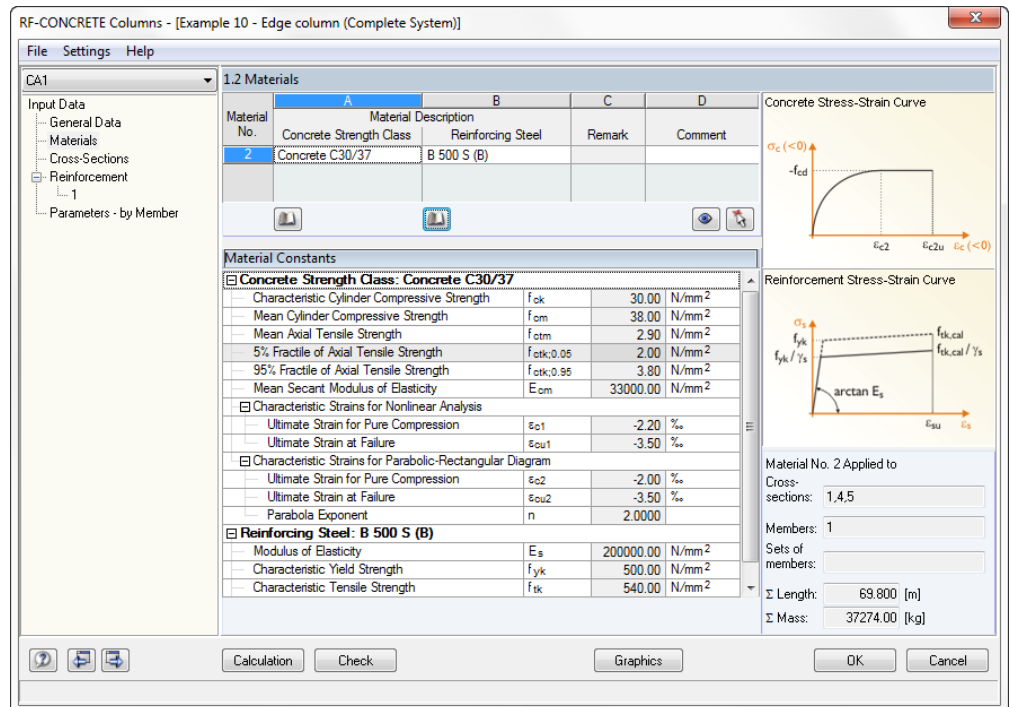 RF-CONCRETE Columns - [Example 10 - Edge column (Complete System)]
x
File Settings Help
CA1
Input Data
General Data
Materials
Cross-Sections
Reinforcement
1
Parameters - by Member
1.2 Materials
A B C D
Material No. Material Description
Concrete Strength Class Reinforcing Steel Remark Comment
2 Concrete C30/37 B 500 S (B)
Material Constants
Concrete Strength Class: Concrete C30/37
Characteristic Cylinder Compressive Strength fck 30.00 N/mm2
Mean Cylinder Compressive Strength fcm 38.00 N/mm2
Mean Axial Tensile Strength fctm 2.90 N/mm2
5% Fractile of Axial Tensile Strength fctk;0.05 2.00 N/mm2
95% Fractile of Axial Tensile Strength fctk;0.95 3.80 N/mm2
Mean Secant Modulus of Elasticity Ecm 33000.00 N/mm2
Characteristic Strains for Nonlinear Analysis
Ultimate Strain for Pure Compression εc1 -2.20 ‰
Ultimate Strain at Failure εcu1 -3.50 ‰
Characteristic Strains for Parabolic-Rectangular Diagram
Ultimate Strain for Pure Compression εc2 -2.00 ‰
Ultimate Strain at Failure εcu2 -3.50 ‰
Parabola Exponent n 2.0000
Reinforcing Steel: B 500 S (B)
Modulus of Elasticity Es 200000.00 N/mm2
Characteristic Yield Strength fyk 500.00 N/mm2
Characteristic Tensile Strength ftk 540.00 N/mm2
Concrete Stress-Strain Curve
σc (<0)
-fcd
εc2 εc2u εc (<0)
Reinforcement Stress-Strain Curve
σs
fyk
fyk / γs
ftk,cal
ftk,cal / γs
arctan Es
εsu εs
Material No. 2 Applied to
Cross-
sections: 1,4,5
Members: 1
Sets of
members:
Σ Length: 69.800 [m]
Σ Mass: 37274.00 [kg]
Calculation Check Graphics OK Cancel